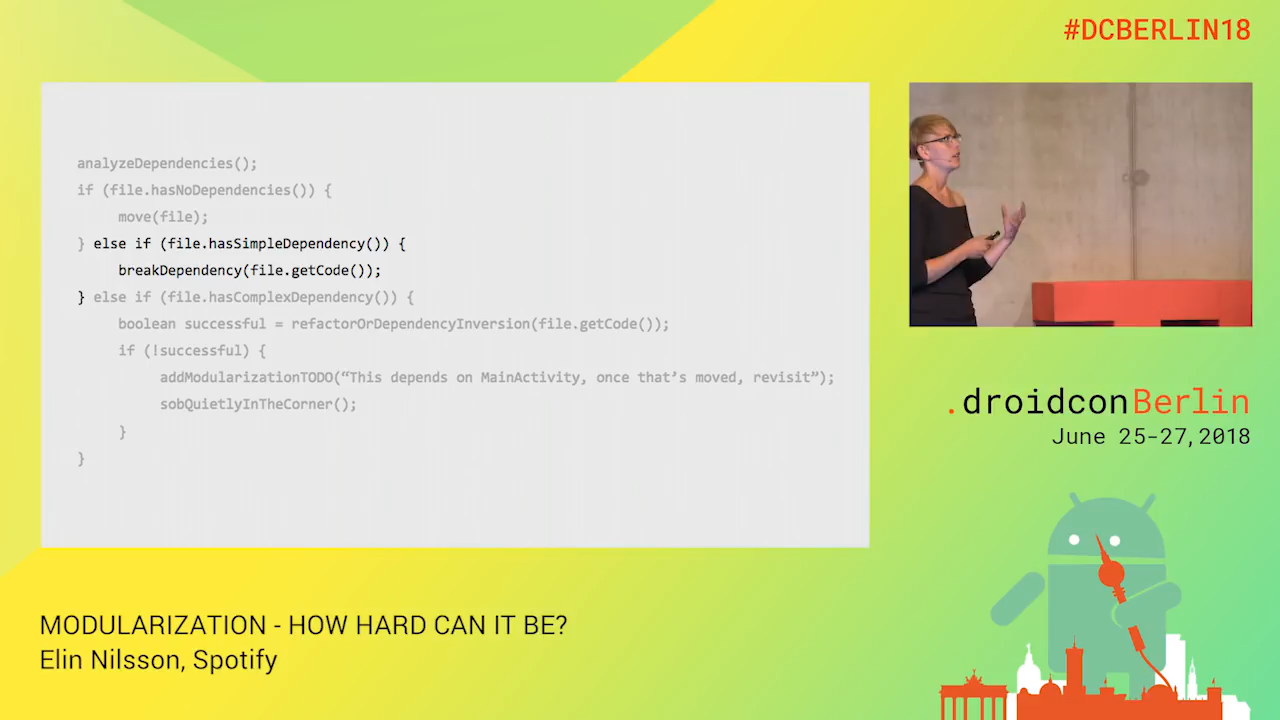 #DCBERLIN18
analyzeDependencies();
if (file.hasNoDependencies()) {
move(file);
} else if (file.hasSimpleDependency()) {
breakDependency(file.getCode());
} else if (file.hasComplexDependency()) {
boolean successful = refactorOrDependencyInversion(file.getCode());
if (!successful) {
addModularizationTODO(“This depends on MainActivity, once that’s moved, revisit”);
sobQuietlyInTheCorner();
}
}
.droidconBerlin
June 25-27,2018
MODULARIZATION - HOW HARD CAN IT BE?
Elin Nilsson, Spotify